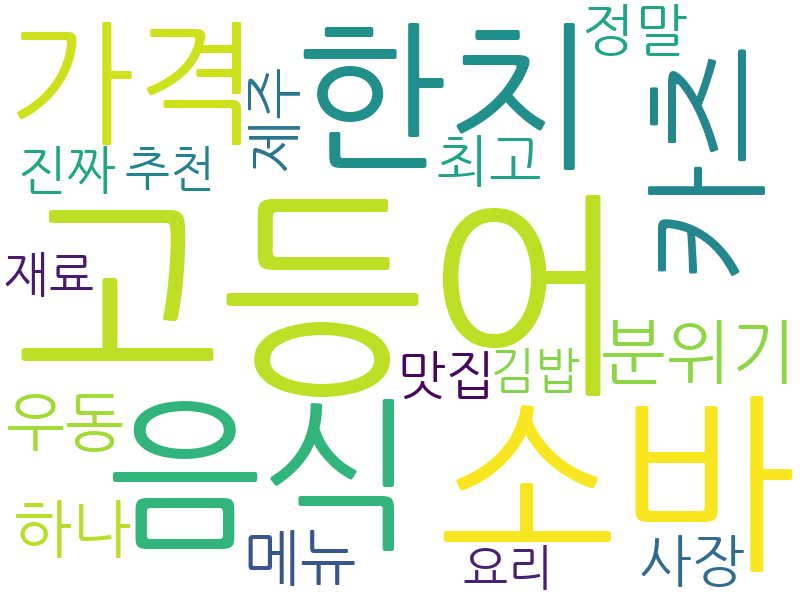 가격
한치
정말
카츠
제주
진짜
추천
최고
고등어
재료
맛집
김밥
분위기
우동
음식
소바
하나
메뉴
요리
사장